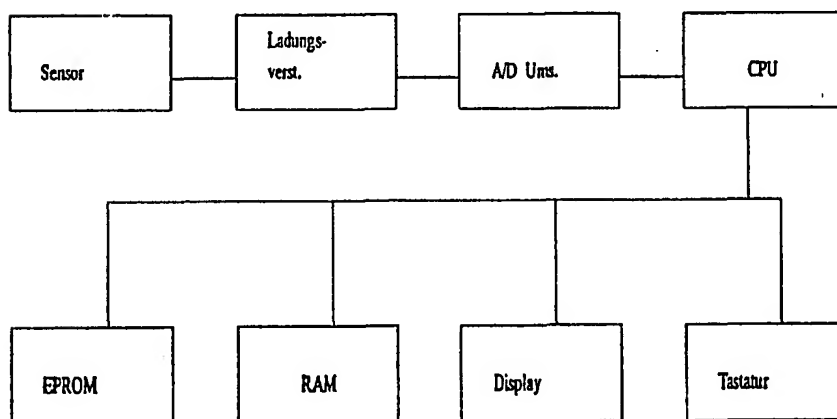 Sensor
Ladungs-
verst.
A/D Ums.
CPU
EPROM
RAM
Display
Tastatur